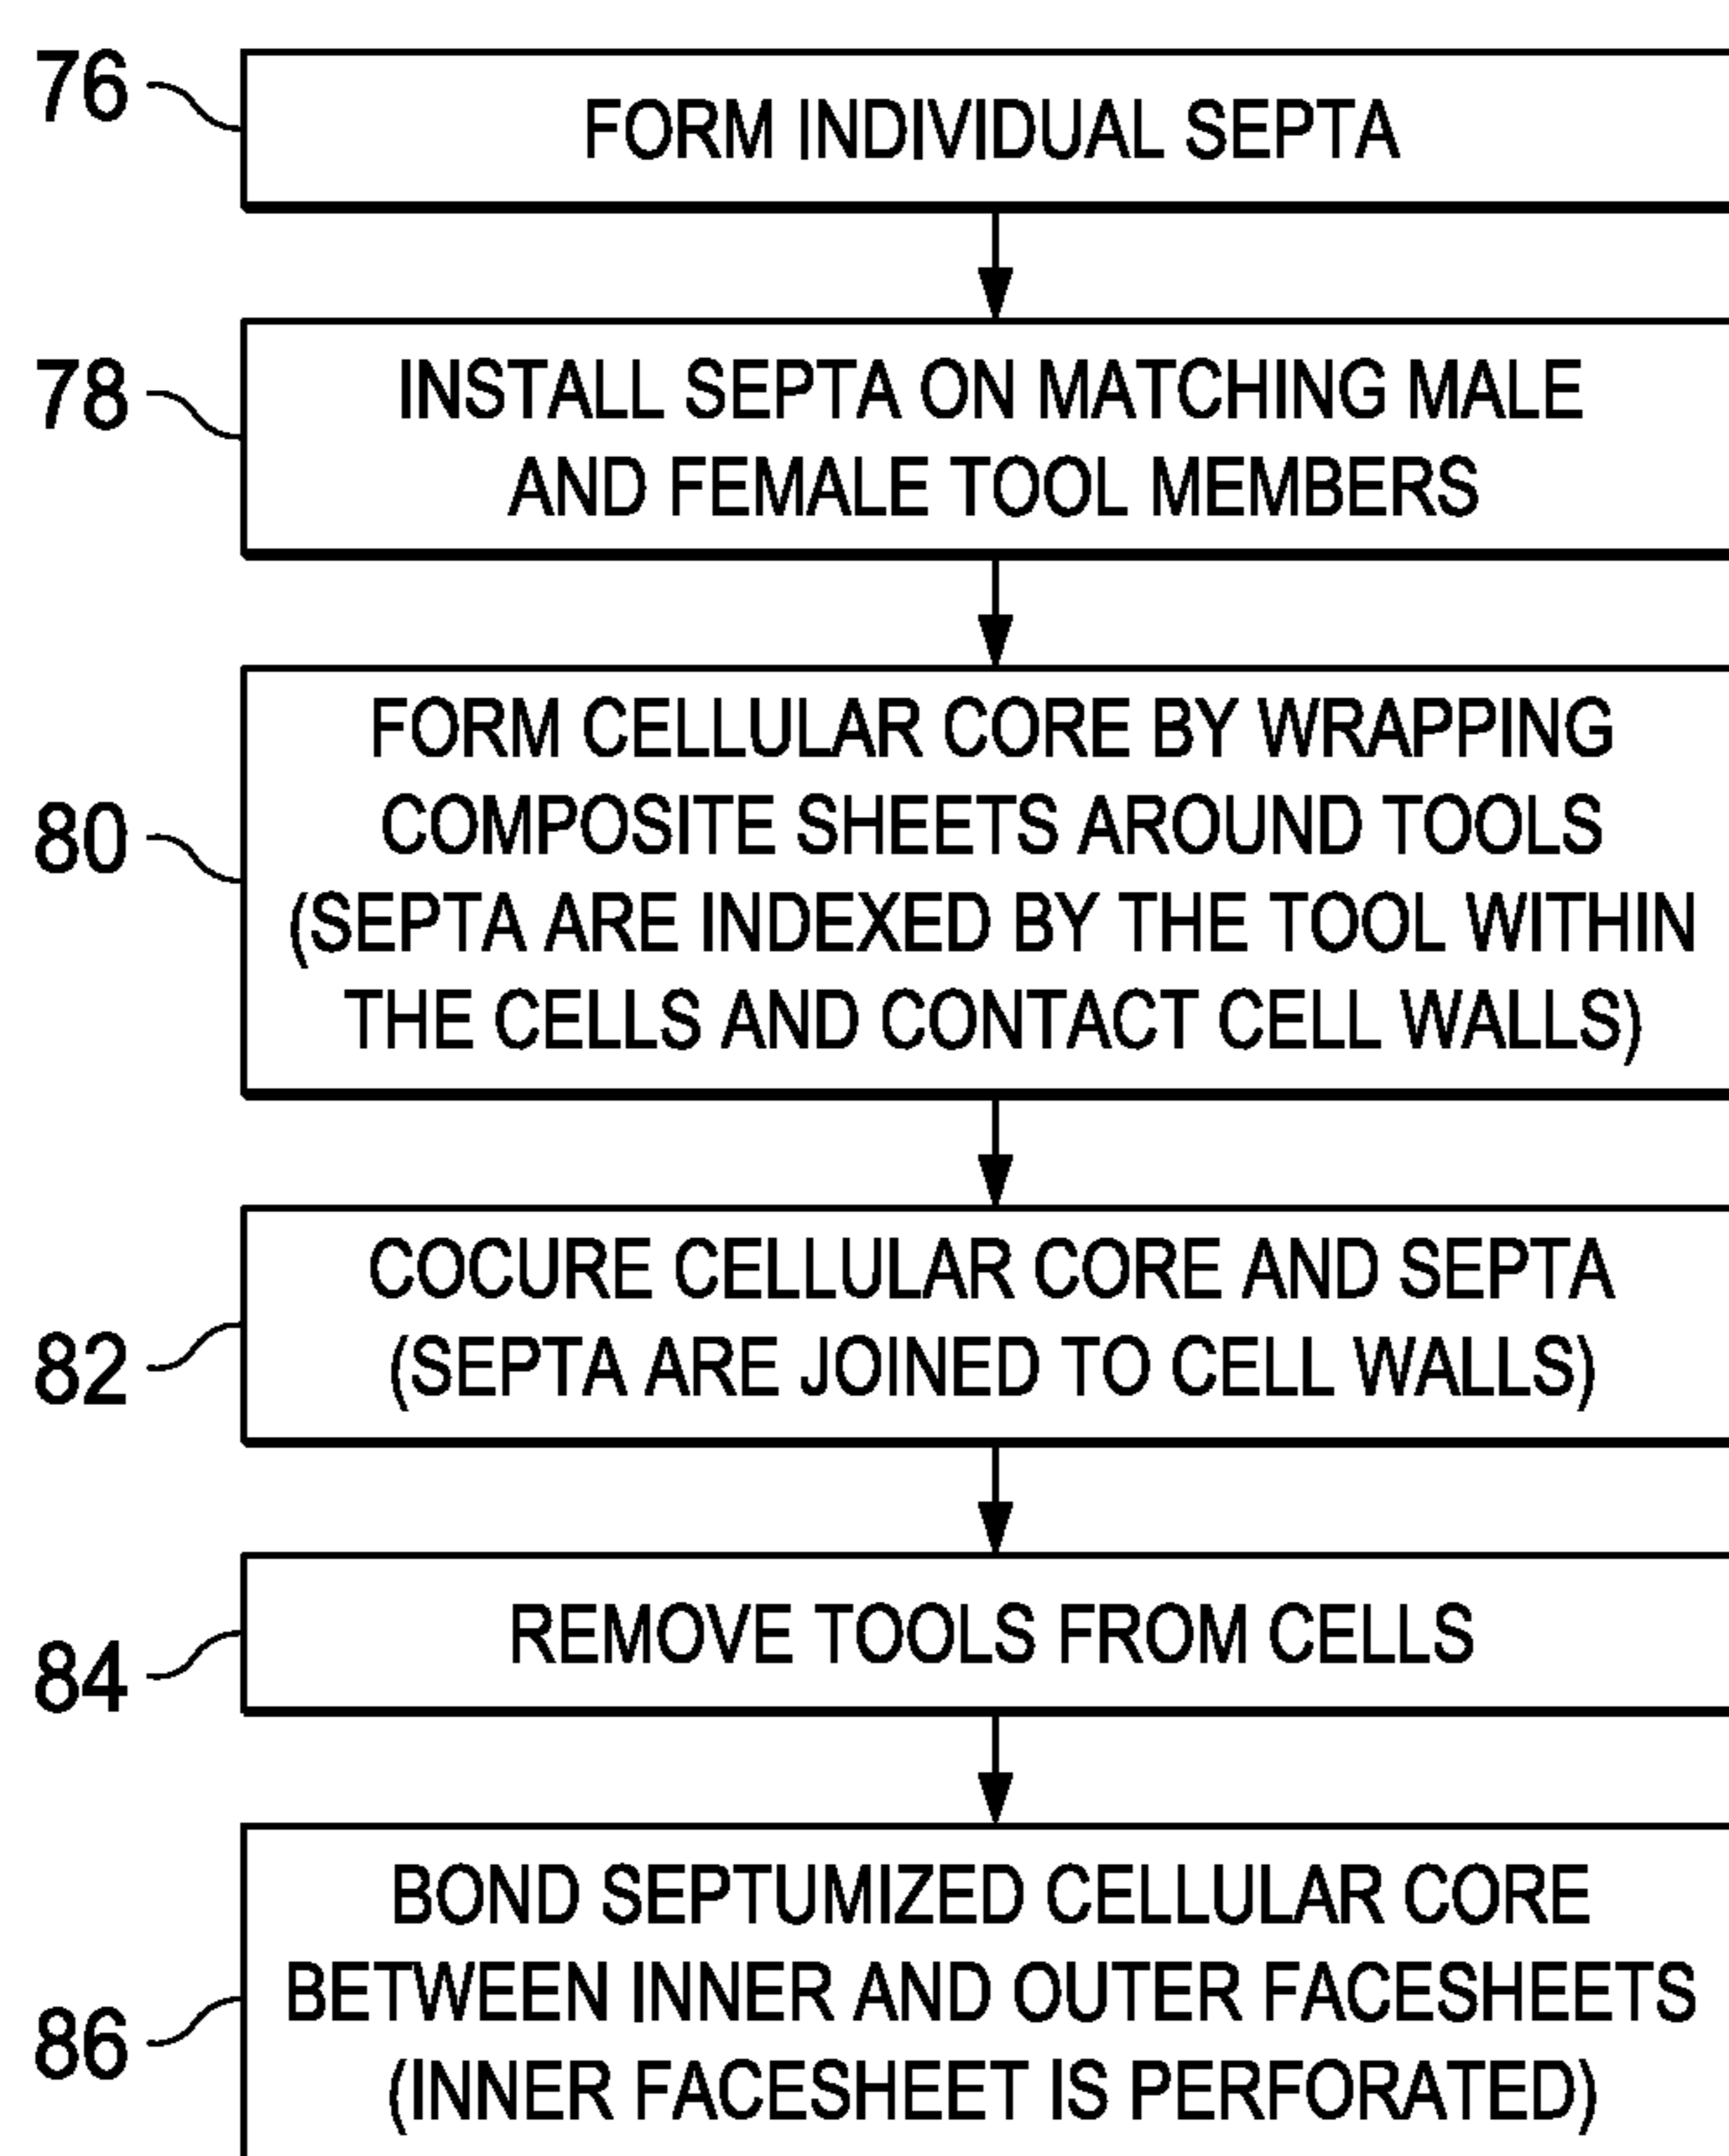 76
FORM INDIVIDUAL SEPTA
78
INSTALL SEPTA ON MATCHING MALE
AND FEMALE TOOL MEMBERS
80
FORM CELLULAR CORE BY WRAPPING
COMPOSITE SHEETS AROUND TOOLS
(SEPTA ARE INDEXED BY THE TOOL WITHIN
THE CELLS AND CONTACT CELL WALLS)
82
COCURE CELLULAR CORE AND SEPTA
(SEPTA ARE JOINED TO CELL WALLS)
84
REMOVE TOOLS FROM CELLS
86
BOND SEPTUMIZED CELLULAR CORE
BETWEEN INNER AND OUTER FACESHEETS
(INNER FACESHEET IS PERFORATED)